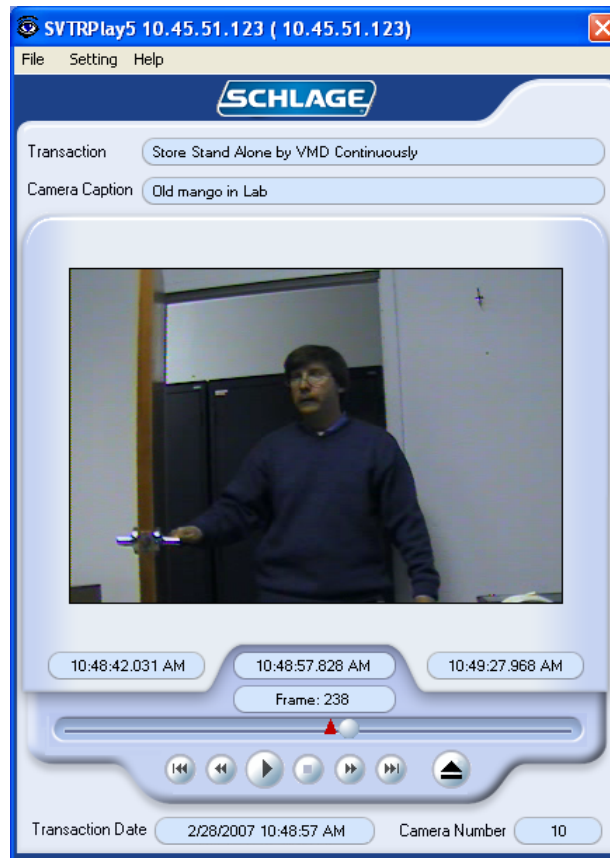 SVTRPlay5 10.45.51.123 ( 10.45.51.123)
File Setting Help
SCHLAGE
Transaction Store Stand Alone by VMD Continuously
Camera Caption Old mango in Lab
10:48:42.031 AM 10:48:57.828 AM 10:49:27.968 AM
Frame: 238
Transaction Date 2/28/2007 10:48:57 AM Camera Number 10